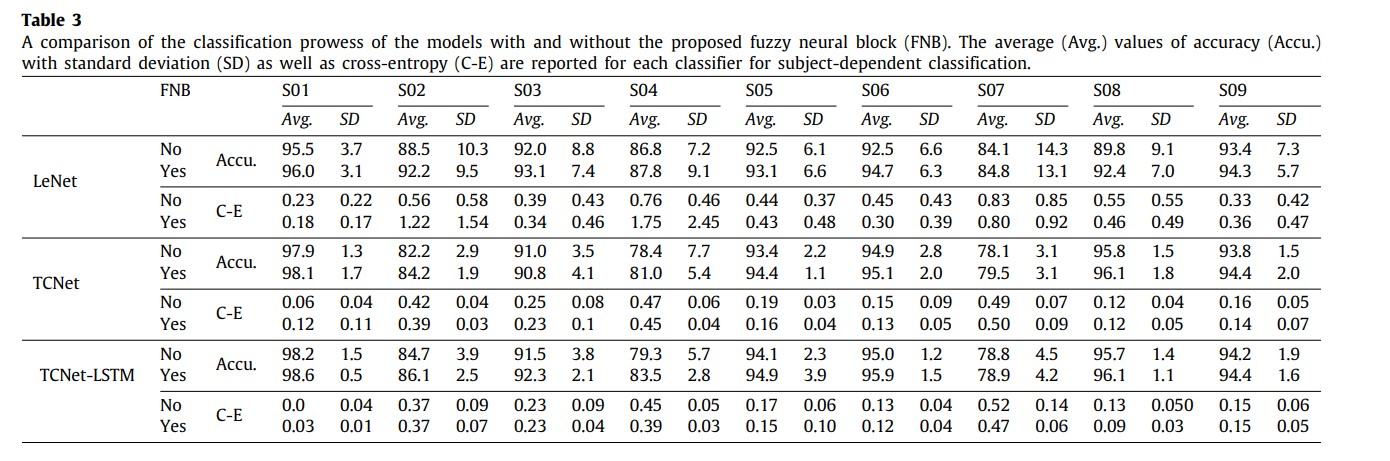 Table 3
A comparison of the classification prowess of the models with and without the proposed fuzzy neural block (FNB). The average (Avg.) values of accuracy (Accu.)
with standard deviation (SD) as well as cross-entropy (C-E) are reported for each classifier for subject-dependent classification.
FNB S01 S02 S03 S04 S05 S06 S07 S08 S09
Avg. SD Avg. SD Avg. SD Avg. SD Avg. SD Avg. SD Avg. SD Avg. SD Avg. SD
LeNet
No Accu. 95.5 3.7 88.5 10.3 92.0 8.8 86.8 7.2 92.5 6.1 92.5 6.6 84.1 14.3 89.8 9.1 93.4 7.3
Yes 96.0 3.1 92.2 9.5 93.1 7.4 87.8 9.1 93.1 6.6 94.7 6.3 84.8 13.1 92.4 7.0 94.3 5.7
No C-E 0.23 0.22 0.56 0.58 0.39 0.43 0.76 0.46 0.44 0.37 0.45 0.43 0.83 0.85 0.55 0.55 0.33 0.42
Yes 0.18 0.17 1.22 1.54 0.34 0.46 1.75 2.45 0.43 0.48 0.30 0.39 0.80 0.92 0.46 0.49 0.36 0.47
TCNet
No Accu. 97.9 1.3 82.2 2.9 91.0 3.5 78.4 7.7 93.4 2.2 94.9 2.8 78.1 3.1 95.8 1.5 93.8 1.5
Yes 98.1 1.7 84.2 1.9 90.8 4.1 81.0 5.4 94.4 1.1 95.1 2.0 79.5 3.1 96.1 1.8 94.4 2.0
No C-E 0.06 0.04 0.42 0.04 0.25 0.08 0.47 0.06 0.19 0.03 0.15 0.09 0.49 0.07 0.12 0.04 0.16 0.05
Yes 0.12 0.11 0.39 0.03 0.23 0.1 0.45 0.04 0.16 0.04 0.13 0.05 0.50 0.09 0.12 0.05 0.14 0.07
TCNet-LSTM
No Accu. 98.2 1.5 84.7 3.9 91.5 3.8 79.3 5.7 94.1 2.3 95.0 1.2 78.8 4.5 95.7 1.4 94.2 1.9
Yes 98.6 0.5 86.1 2.5 92.3 2.1 83.5 2.8 94.9 3.9 95.9 1.5 78.9 4.2 96.1 1.1 94.4 1.6
No C-E 0.0 0.04 0.37 0.09 0.23 0.09 0.45 0.05 0.17 0.06 0.13 0.04 0.52 0.14 0.13 0.050 0.15 0.06
Yes 0.03 0.01 0.37 0.07 0.23 0.04 0.39 0.03 0.15 0.10 0.12 0.04 0.47 0.06 0.09 0.03 0.15 0.05